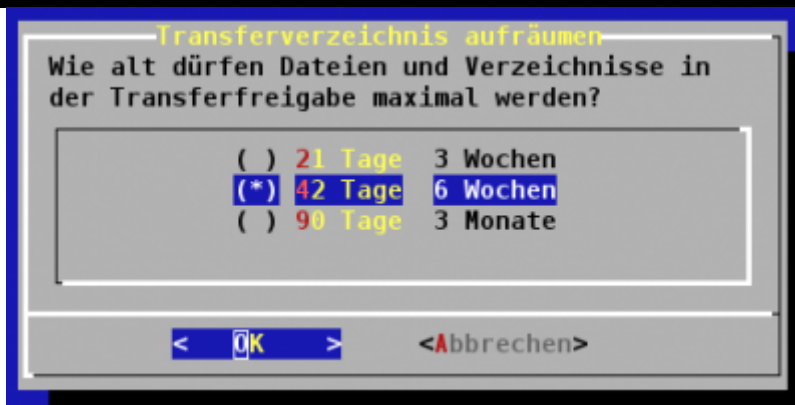 Transferverzeichnis aufräumen
Wie alt dürfen Dateien und Verzeichnisse in
der Transferfreigabe maximal werden?
( ) 21 Tage 3 Wochen
(*) 42 Tage 6 Wochen
( ) 90 Tage 3 Monate
< OK > <Abbrechen>